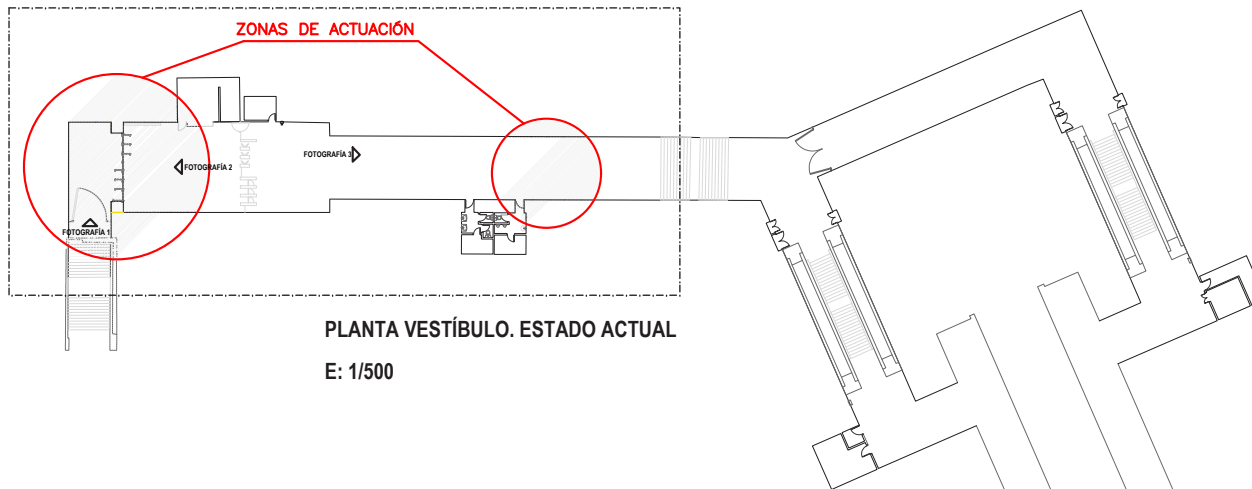 ZONAS DE ACTUACIÓN
FOTOGRAFÍA 3
FOTOGRAFÍA 2
FOTOGRAFÍA 1
PLANTA VESTÍBULO. ESTADO ACTUAL
E: 1/500